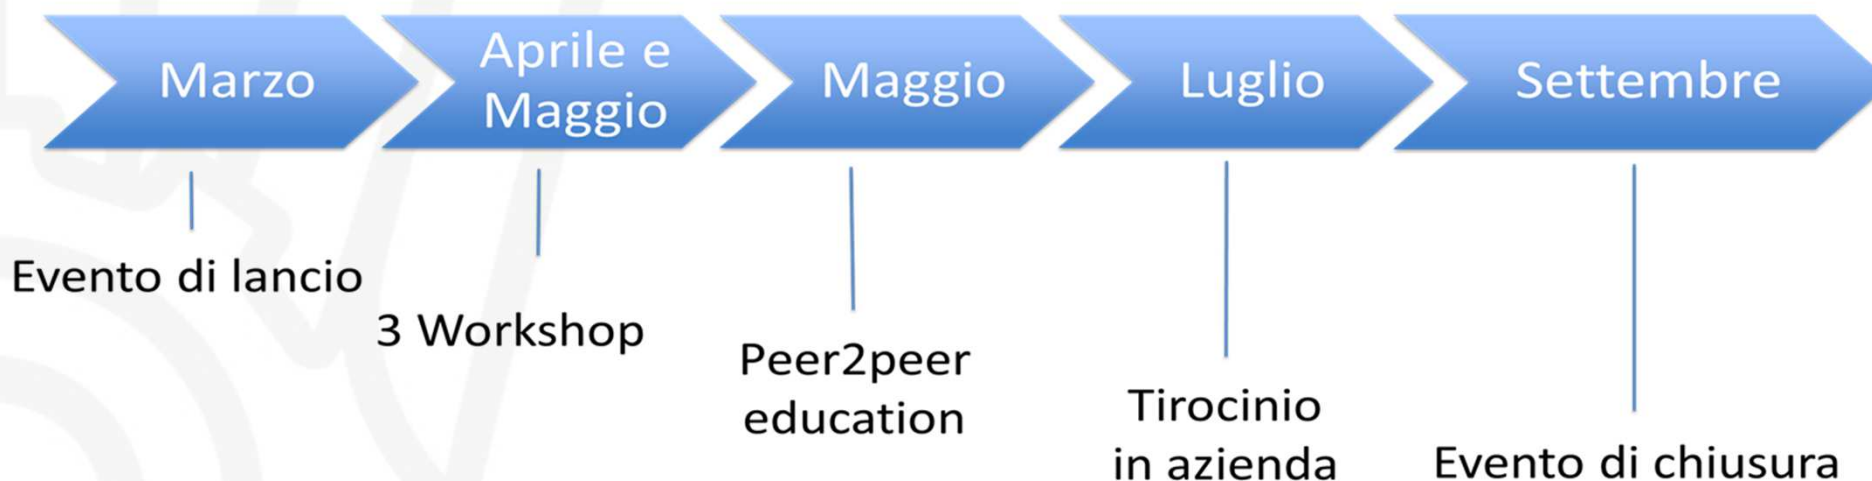 Marzo
Aprile e
Maggio
Maggio
Luglio
Settembre
Evento di lancio
3 Workshop
Peer2peer
education
Tirocinio
in azienda
Evento di chiusura